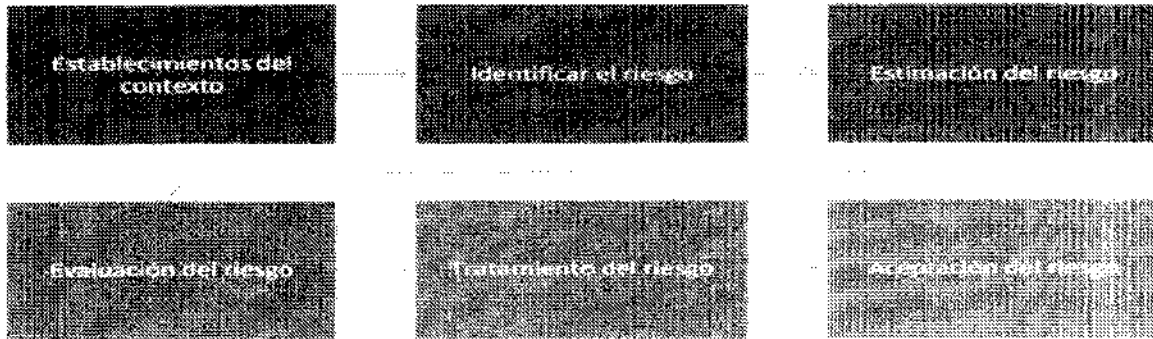 Establecimientos del
contexto
Identificar el riesgo
Estimación del riesgo
Evaluación del riesgo
Tratamiento del riesgo
Aceptación del riesgo